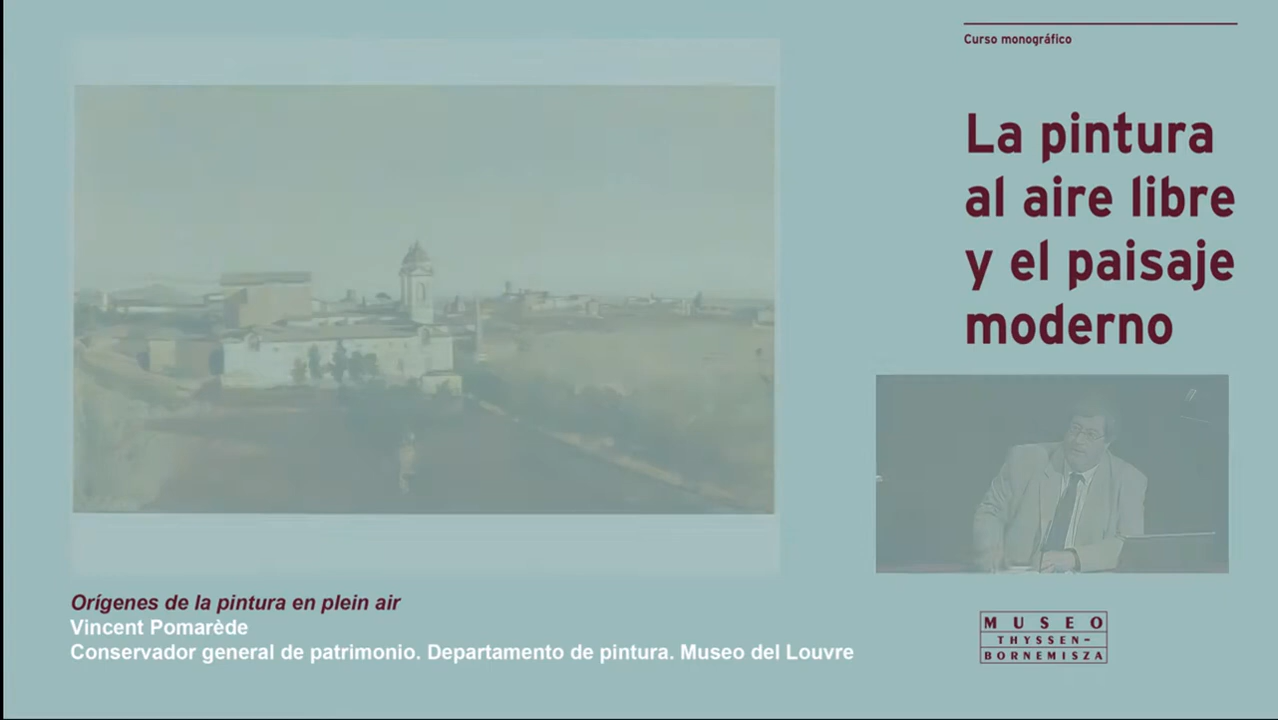 Curso monográfico
La pintura
al aire libre
y el paisaje
moderno
Orígenes de la pintura en plein air
Vincent Pomarède
Conservador general de patrimonio. Departamento de pintura. Museo del Louvre
MUSEO
THYSSEN-
BORNEMISZA